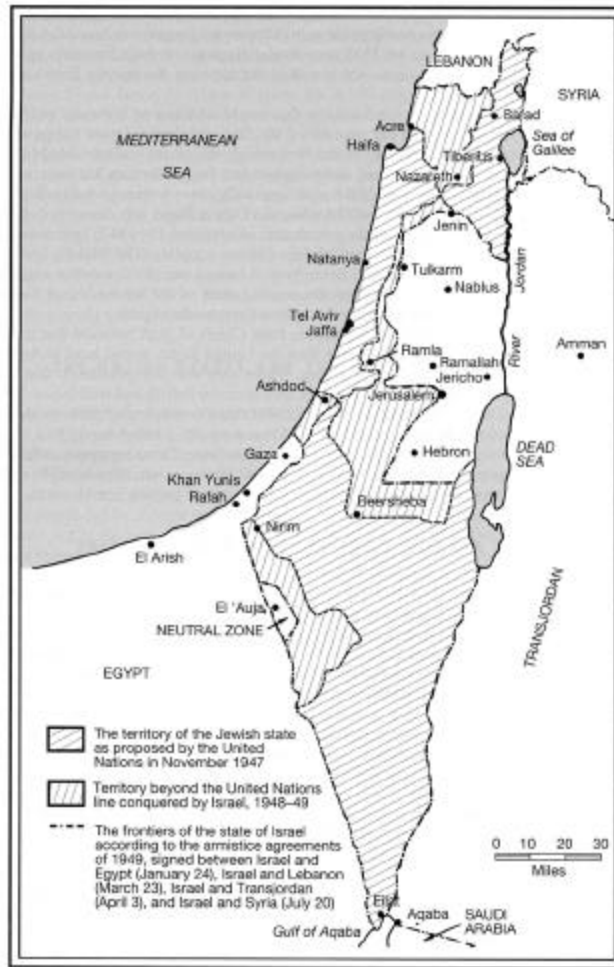 LEBANON
SYRIA
MEDITERRANEAN
SEA
Acre
Safad
Haifa
Sea of
Galilee
Tiberius
Nazareth
Jenin
Natanya
Tulkarm
Nablus
Jordan
River
Tel Aviv
Jaffa
Ramla
Ramallah
Amman
Jericho
Ashdod
Jerusalem
Gaza
Hebron
DEAD
SEA
Khan Yunis
Rafah
Beersheba
Nirim
El Arish
El 'Auja
NEUTRAL ZONE
TRANSJORDAN
EGYPT
The territory of the Jewish state
as proposed by the United
Nations in November 1947
Territory beyond the United Nations
line conquered by Israel, 1948–49
The frontiers of the state of Israel
according to the armistice agreements
of 1949, signed between Israel and
Egypt (January 24), Israel and Lebanon
(March 23), Israel and Transjordan
(April 3), and Israel and Syria (July 20)
0 10 20 30
Miles
Eilat
Aqaba
SAUDI
ARABIA
Gulf of Aqaba